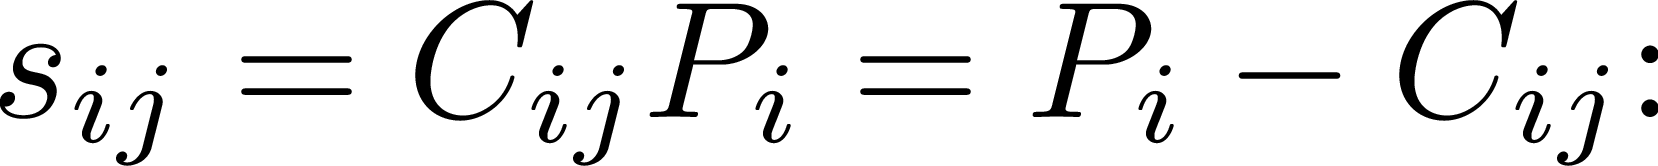 s_{ij} = C_{ij} P_i = P_i − C_{ij} :